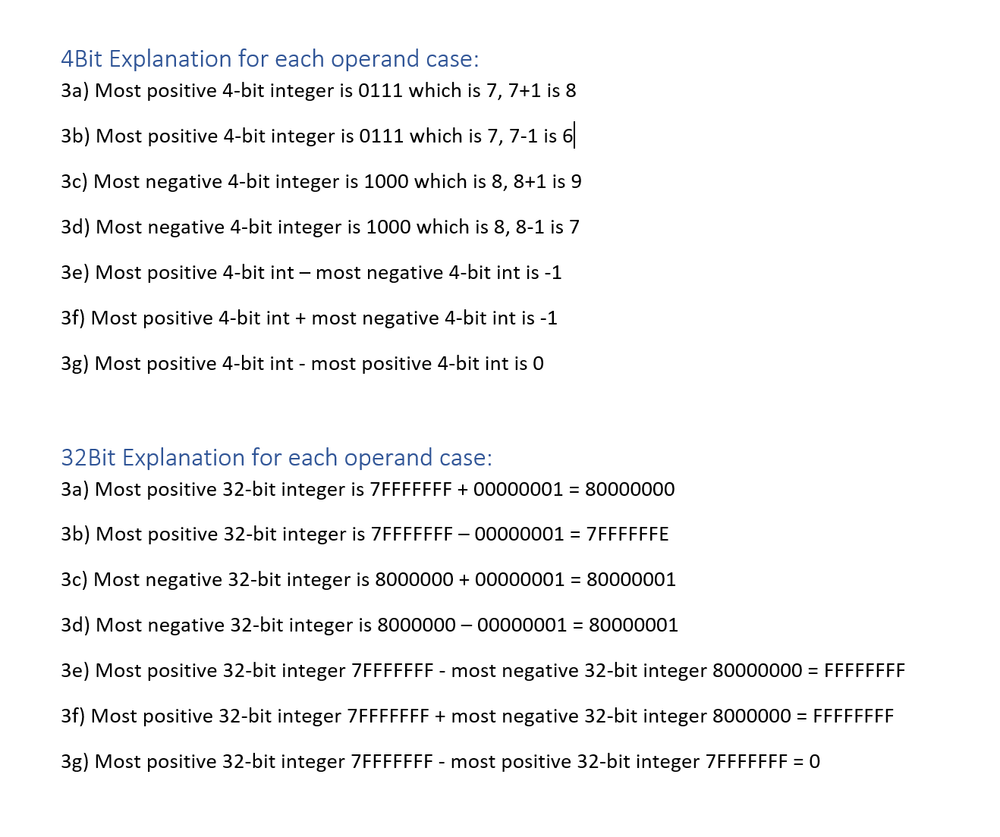 4Bit Explanation for each operand case:
3a) Most positive 4-bit integer is 0111 which is 7, 7+1 is 8
3b) Most positive 4-bit integer is 0111 which is 7, 7-1 is 6
3c) Most negative 4-bit integer is 1000 which is 8, 8+1 is 9
3d) Most negative 4-bit integer is 1000 which is 8, 8-1 is 7
3e) Most positive 4-bit int – most negative 4-bit int is -1
3f) Most positive 4-bit int + most negative 4-bit int is -1
3g) Most positive 4-bit int - most positive 4-bit int is 0
32Bit Explanation for each operand case:
3a) Most positive 32-bit integer is 7FFFFFFF + 00000001 = 80000000
3b) Most positive 32-bit integer is 7FFFFFFF – 00000001 = 7FFFFFFE
3c) Most negative 32-bit integer is 8000000 + 00000001 = 80000001
3d) Most negative 32-bit integer is 8000000 – 00000001 = 80000001
3e) Most positive 32-bit integer 7FFFFFFF - most negative 32-bit integer 80000000 = FFFFFFFF
3f) Most positive 32-bit integer 7FFFFFFF + most negative 32-bit integer 8000000 = FFFFFFFF
3g) Most positive 32-bit integer 7FFFFFFF - most positive 32-bit integer 7FFFFFFF = 0